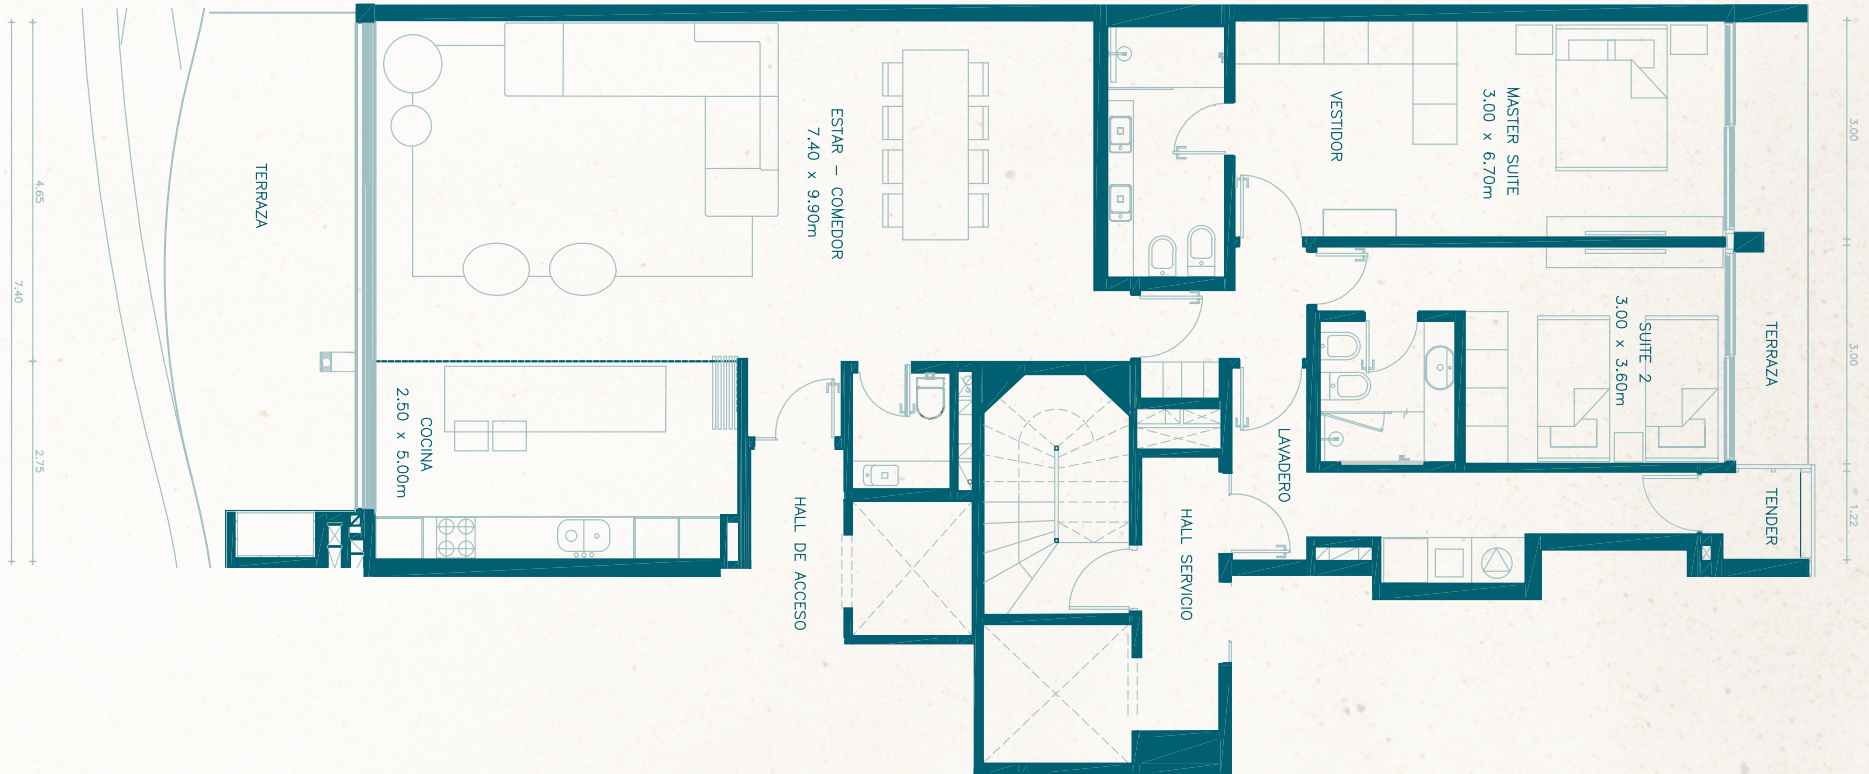 TERRAZA
ESTAR – COMEDOR
7.40 x 9.90m
COCINA
2.50 x 5.00m
HALL DE ACCESO
HALL SERVICIO
LAVADERO
VESTIDOR
MASTER SUITE
3.00 x 6.70m
SUITE 2
3.00 x 3.60m
TERRAZA
TENDER
7.40
4.65
2.75
3.00
3.00
1.22